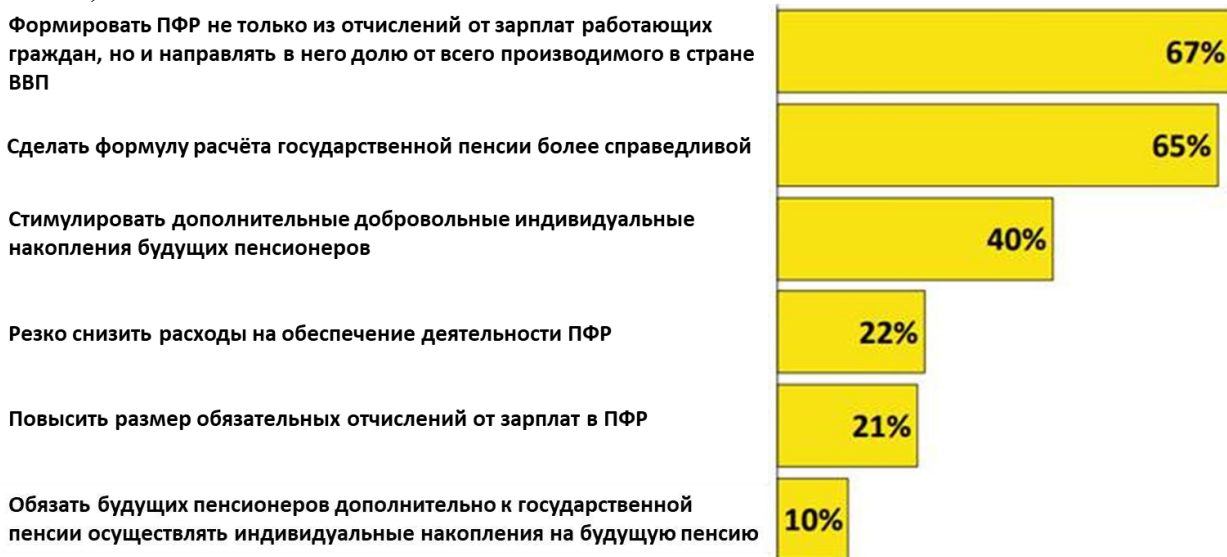 Формировать ПФР не только из отчислений от зарплат работающих
граждан, но и направлять в него долю от всего производимого в стране
ВВП
67%
Сделать формулу расчёта государственной пенсии более справедливой
65%
Стимулировать дополнительные добровольные индивидуальные
накопления будущих пенсионеров
40%
Резко снизить расходы на обеспечение деятельности ПФР
22%
Повысить размер обязательных отчислений от зарплат в ПФР
21%
Обязать будущих пенсионеров дополнительно к государственной
пенсии осуществлять индивидуальные накопления на будущую пенсию
10%